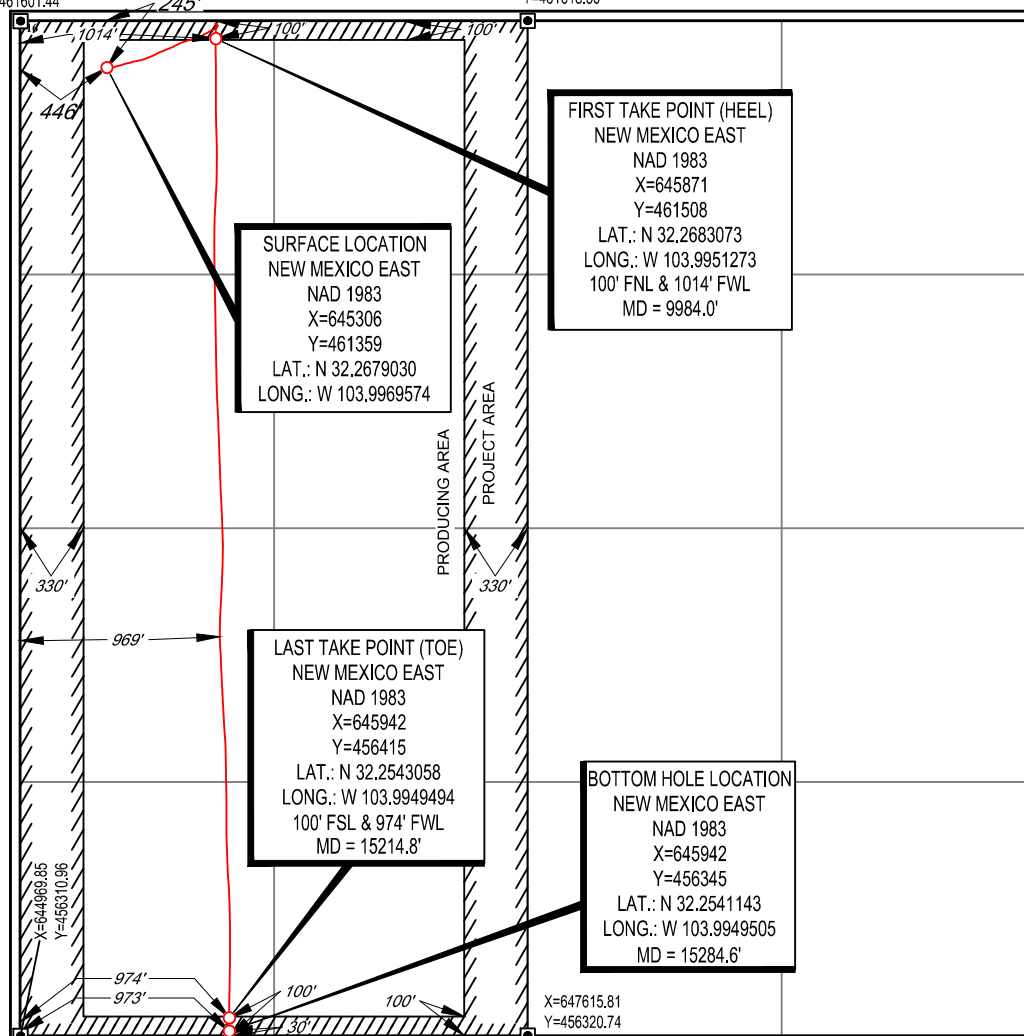 245'
1014'
100'
100'
446'
FIRST TAKE POINT (HEEL)
NEW MEXICO EAST
NAD 1983
X=645871
Y=461508
LAT.: N 32.2683073
LONG.: W 103.9951273
100' FNL & 1014' FWL
MD = 9984.0'
SURFACE LOCATION
NEW MEXICO EAST
NAD 1983
X=645306
Y=461359
LAT.: N 32.2679030
LONG.: W 103.9969574
PRODUCING AREA
PROJECT AREA
330'
330'
969'
LAST TAKE POINT (TOE)
NEW MEXICO EAST
NAD 1983
X=645942
Y=456415
LAT.: N 32.2543058
LONG.: W 103.9949494
100' FSL & 974' FWL
MD = 15214.8'
BOTTOM HOLE LOCATION
NEW MEXICO EAST
NAD 1983
X=645942
Y=456345
LAT.: N 32.2541143
LONG.: W 103.9949505
MD = 15284.6'
X=644969.85
Y=456310.96
974'
973'
100'
30'
100'
X=647615.81
Y=456320.74